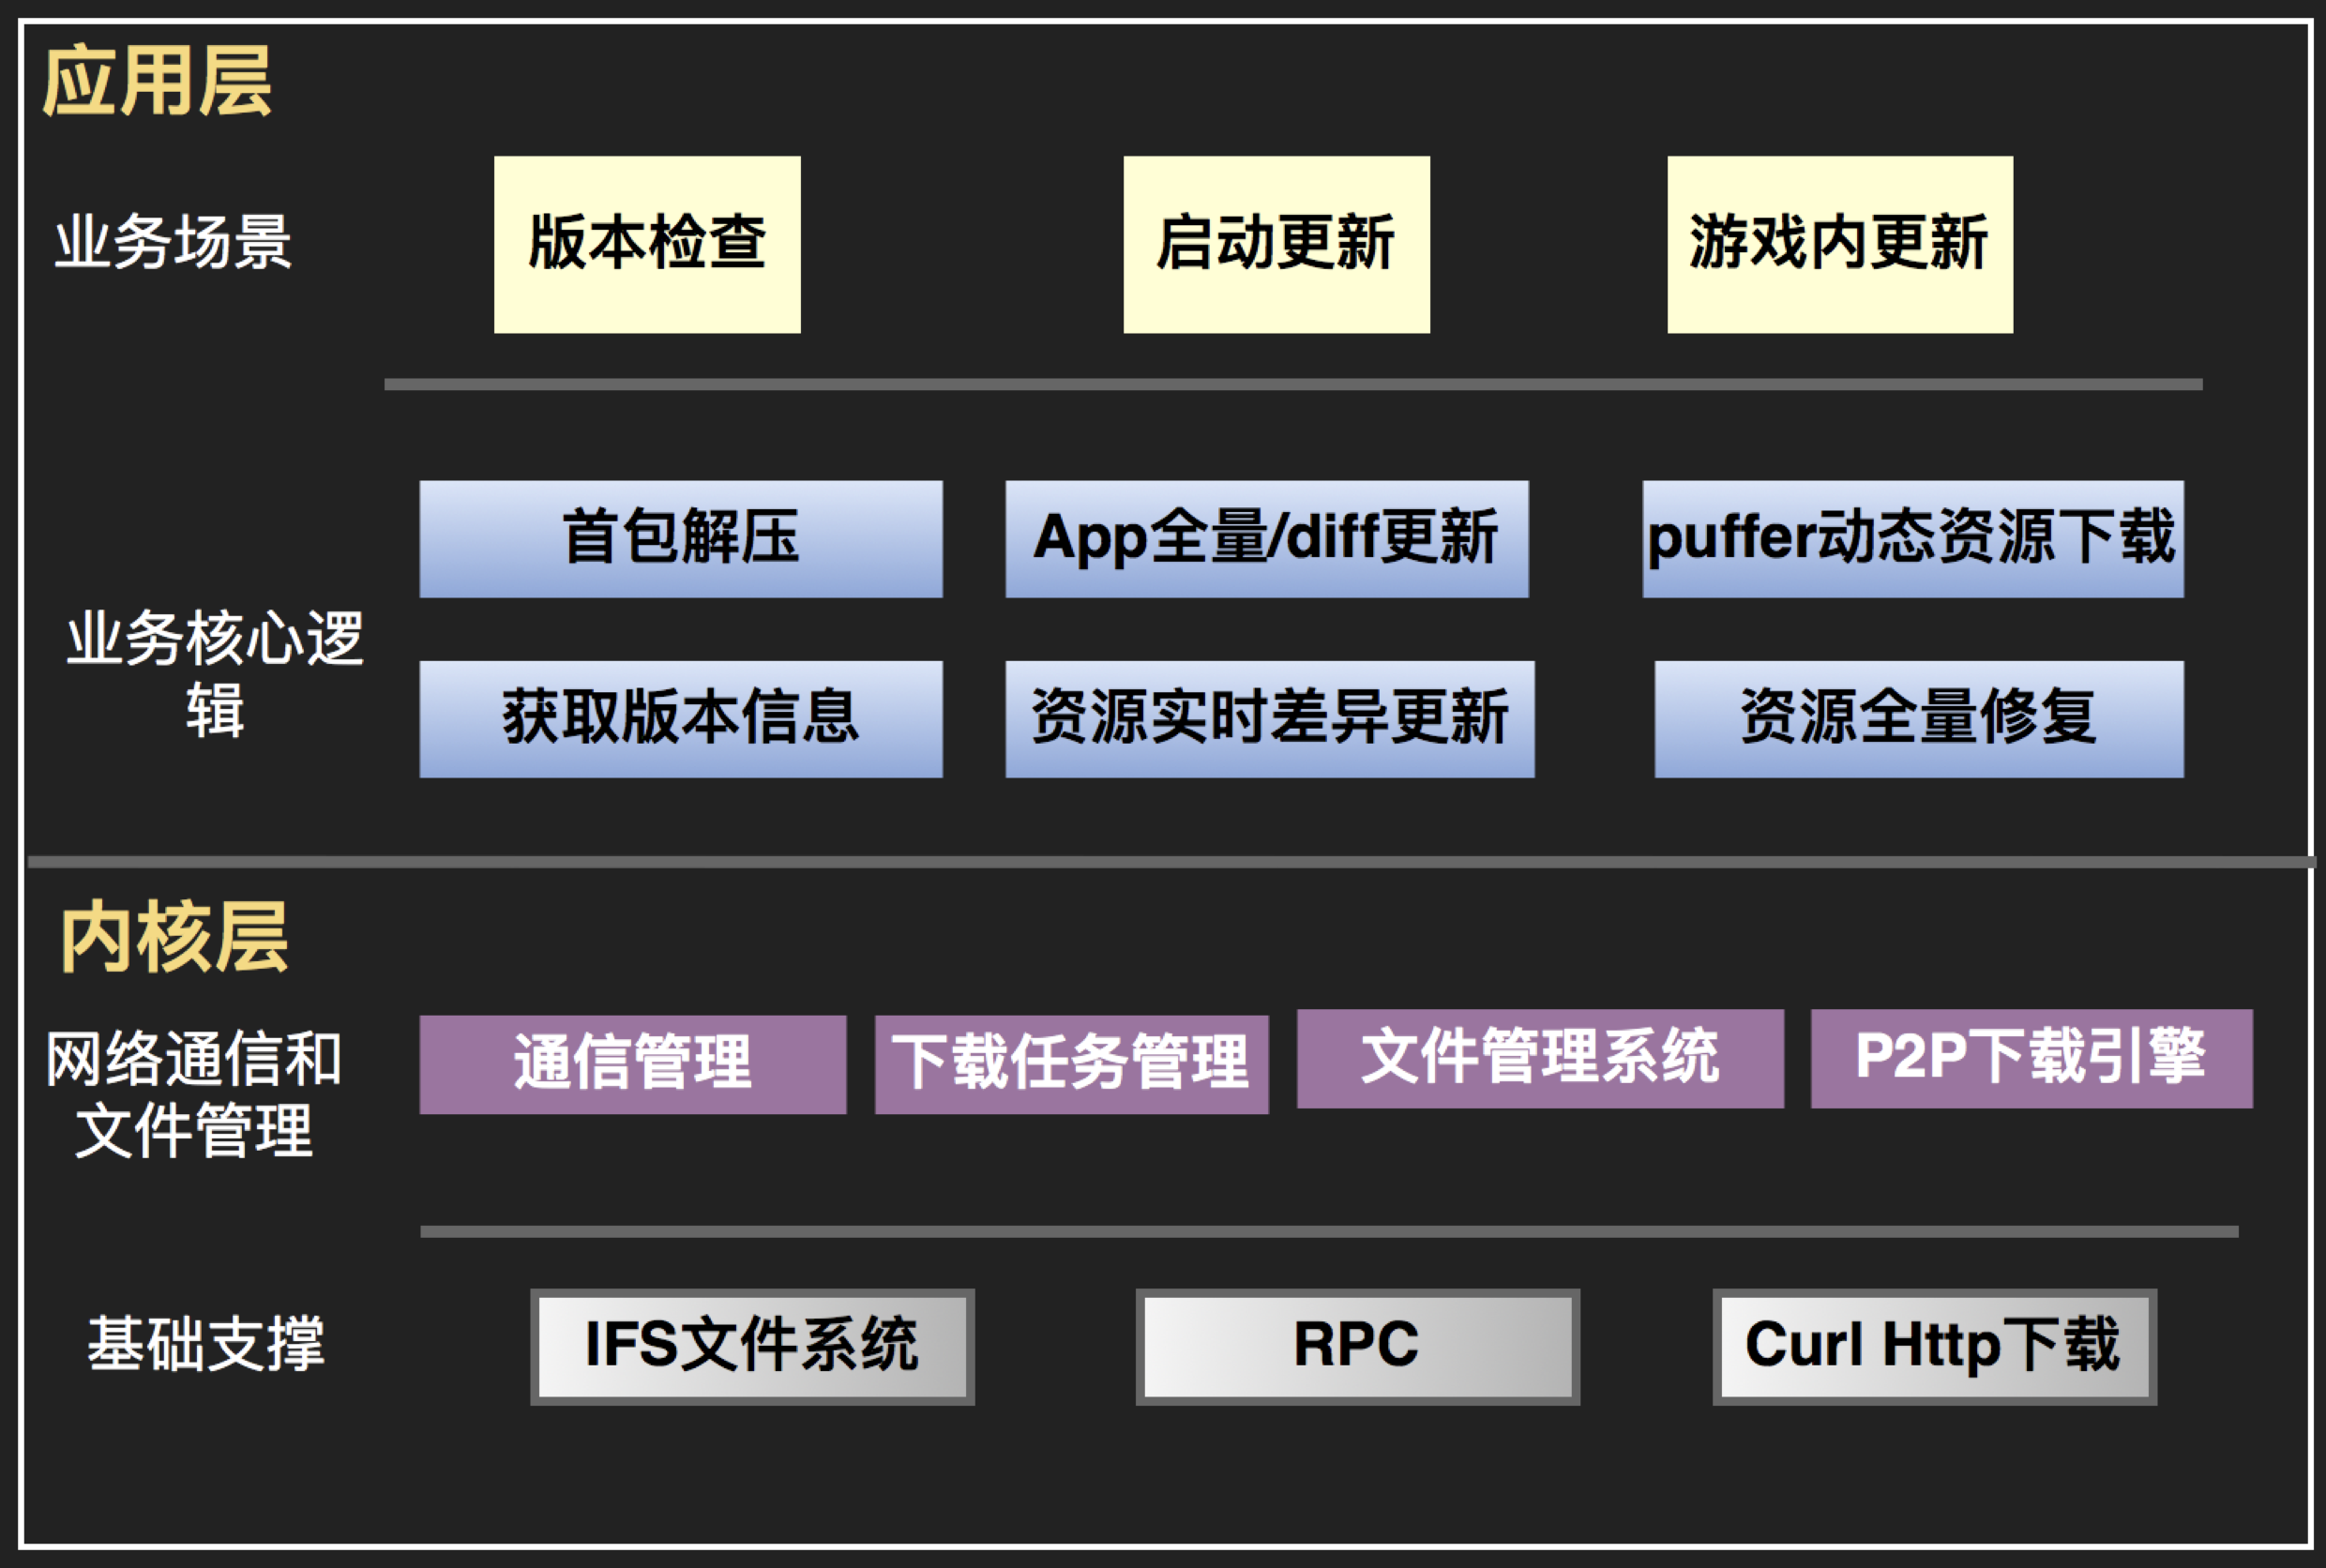 应用层
业务场景
版本检查
启动更新
游戏内更新
首包解压
App全量/diff更新
puffer动态资源下载
业务核心逻
辑
获取版本信息
资源实时差异更新
资源全量修复
内核层
网络通信和
文件管理
通信管理
下载任务管理
文件管理系统
P2P下载引擎
基础支撑
IFS文件系统
RPC
Curl Http下载